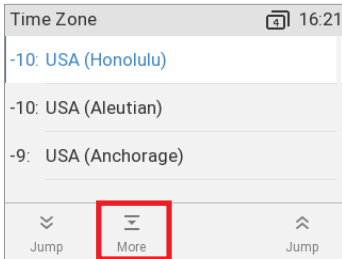 Time Zone 4 16:21
-10: USA (Honolulu)
-10: USA (Aleutian)
-9: USA (Anchorage)
Jump More Jump